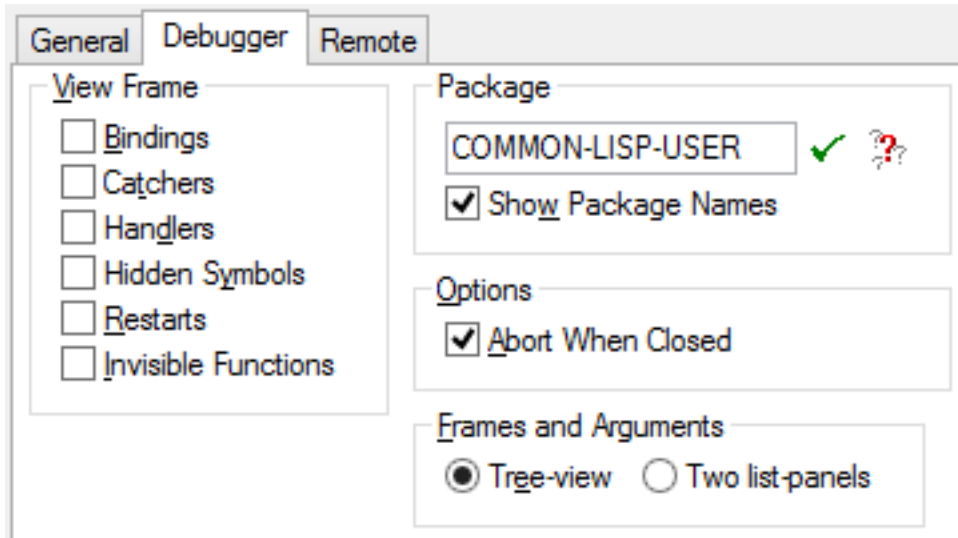 General Debugger Remote
View Frame
Bindings
Catchers
Handlers
Hidden Symbols
Restarts
Invisible Functions
Package
COMMON-LISP-USER
Show Package Names
Options
Abort When Closed
Frames and Arguments
Tree-view Two list-panels